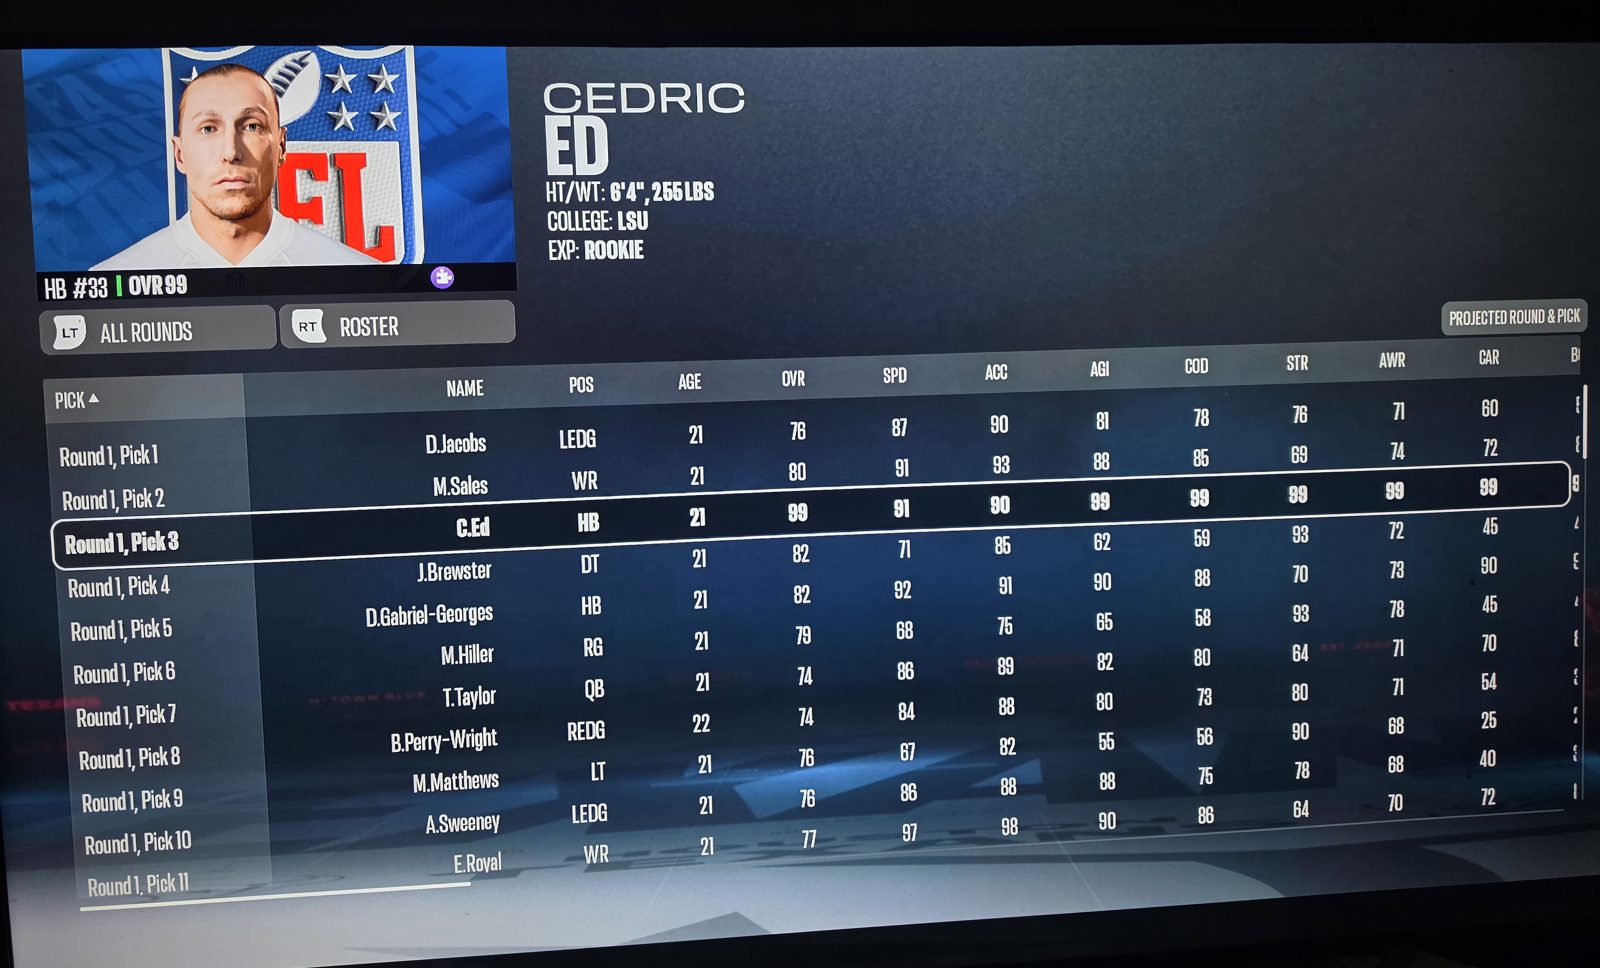 CEDRIC
ED
HT/WT: 6'4", 255 LBS
COLLEGE: LSU
EXP: ROOKIE
HB #33 OVR 99
LT ALL ROUNDS RT ROSTER
PROJECTED ROUND & PICK
PICK NAME POS AGE OVR SPD ACC AGI COD STR AWR CAR
Round 1, Pick 1 D.Jacobs LEDG 21 76 87 90 81 78 76 71 60
Round 1, Pick 2 M.Sales WR 21 80 91 93 88 85 69 74 72
Round 1, Pick 3 C.Ed HB 21 99 91 90 99 99 99 99 99
Round 1, Pick 4 J.Brewster DT 21 82 71 85 62 59 93 72 45
Round 1, Pick 5 D.Gabriel-Georges HB 21 82 92 91 90 88 70 73 90
Round 1, Pick 6 M.Hiller RG 21 79 68 75 65 58 93 78 45
Round 1, Pick 7 T.Taylor QB 21 74 86 89 82 80 64 71 70
Round 1, Pick 8 B.Perry-Wright REDG 22 74 84 88 80 73 80 71 54
Round 1, Pick 9 M.Matthews LT 21 76 67 82 55 56 90 68 25
Round 1, Pick 10 A.Sweeney LEDG 21 76 86 88 88 75 78 68 40
Round 1, Pick 11 E.Royal WR 21 77 97 98 90 86 64 70 72
TEXANS
M-TOWN BLUE